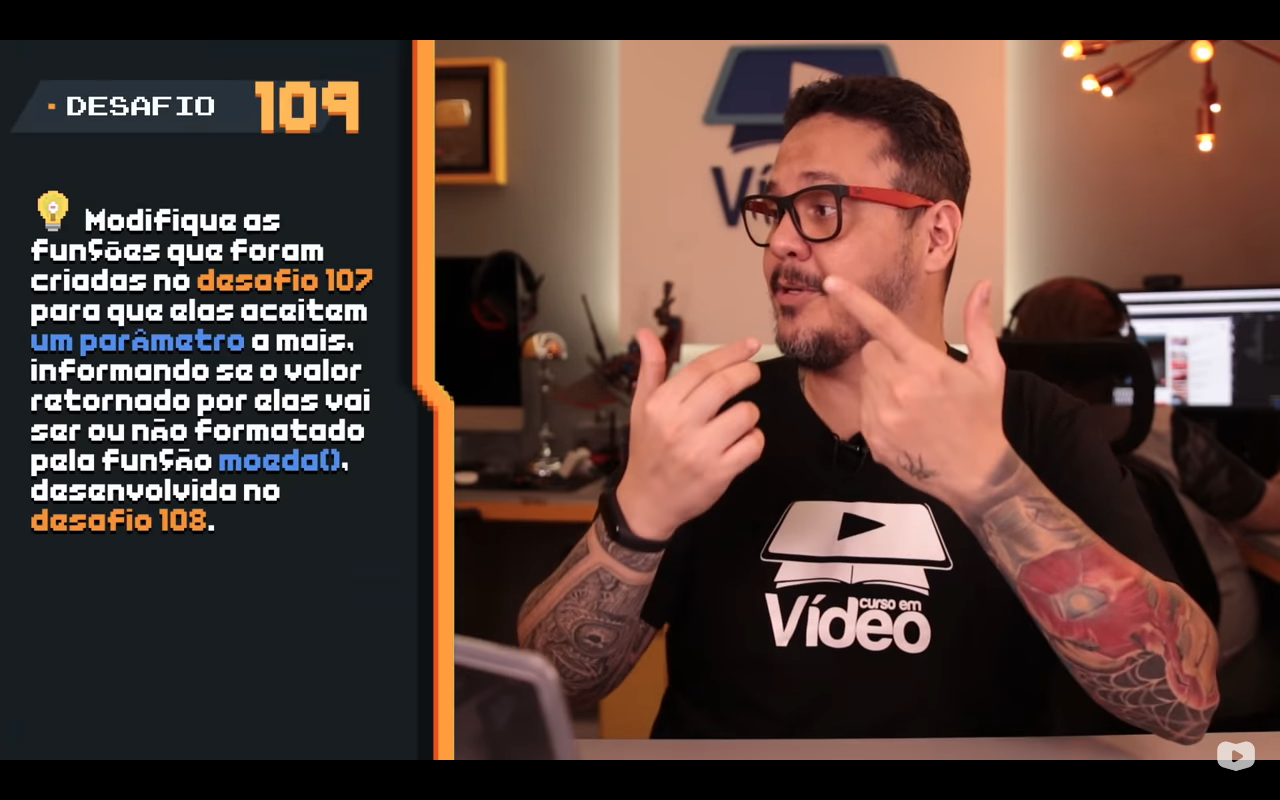 DESAFIO 109
Modifique as
funções que foram
criadas no desafio 107
para que elas aceitem
um parâmetro a mais,
informando se o valor
retornado por elas vai
ser ou não formatado
pela função moeda(),
desenvolvida no
desafio 108.
Ví
curso em
Vídeo